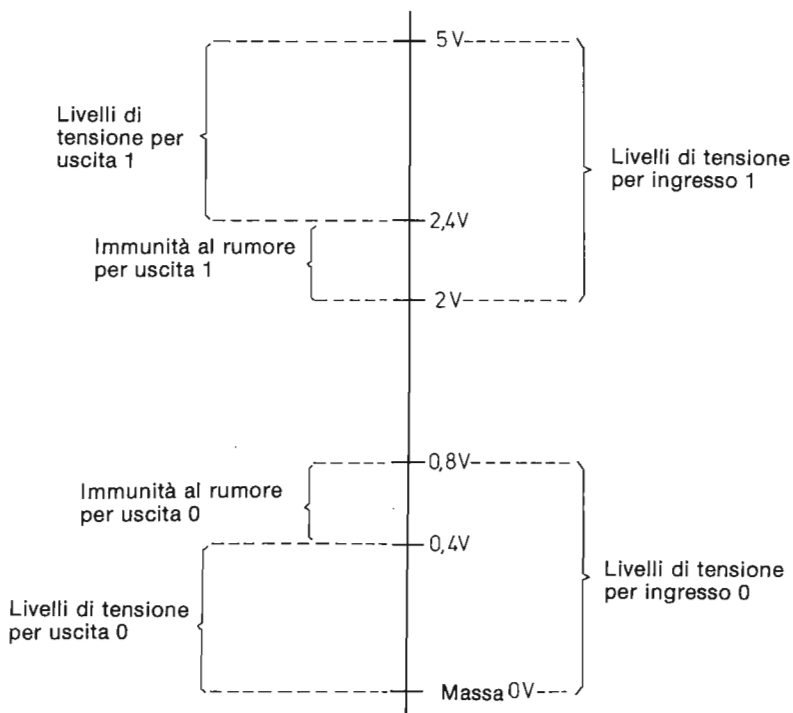 5V
Livelli di
tensione per
uscita 1
Livelli di tensione
per ingresso 1
2,4V
Immunità al rumore
per uscita 1
2V
0,8V
Immunità al rumore
per uscita 0
0,4V
Livelli di tensione
per ingresso 0
Livelli di tensione
per uscita 0
Massa 0V